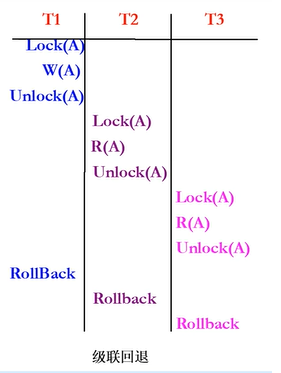 T1 T2 T3
Lock(A)
W(A)
Unlock(A)
Lock(A)
R(A)
Unlock(A)
Lock(A)
R(A)
Unlock(A)
RollBack
Rollback
Rollback
级联回退